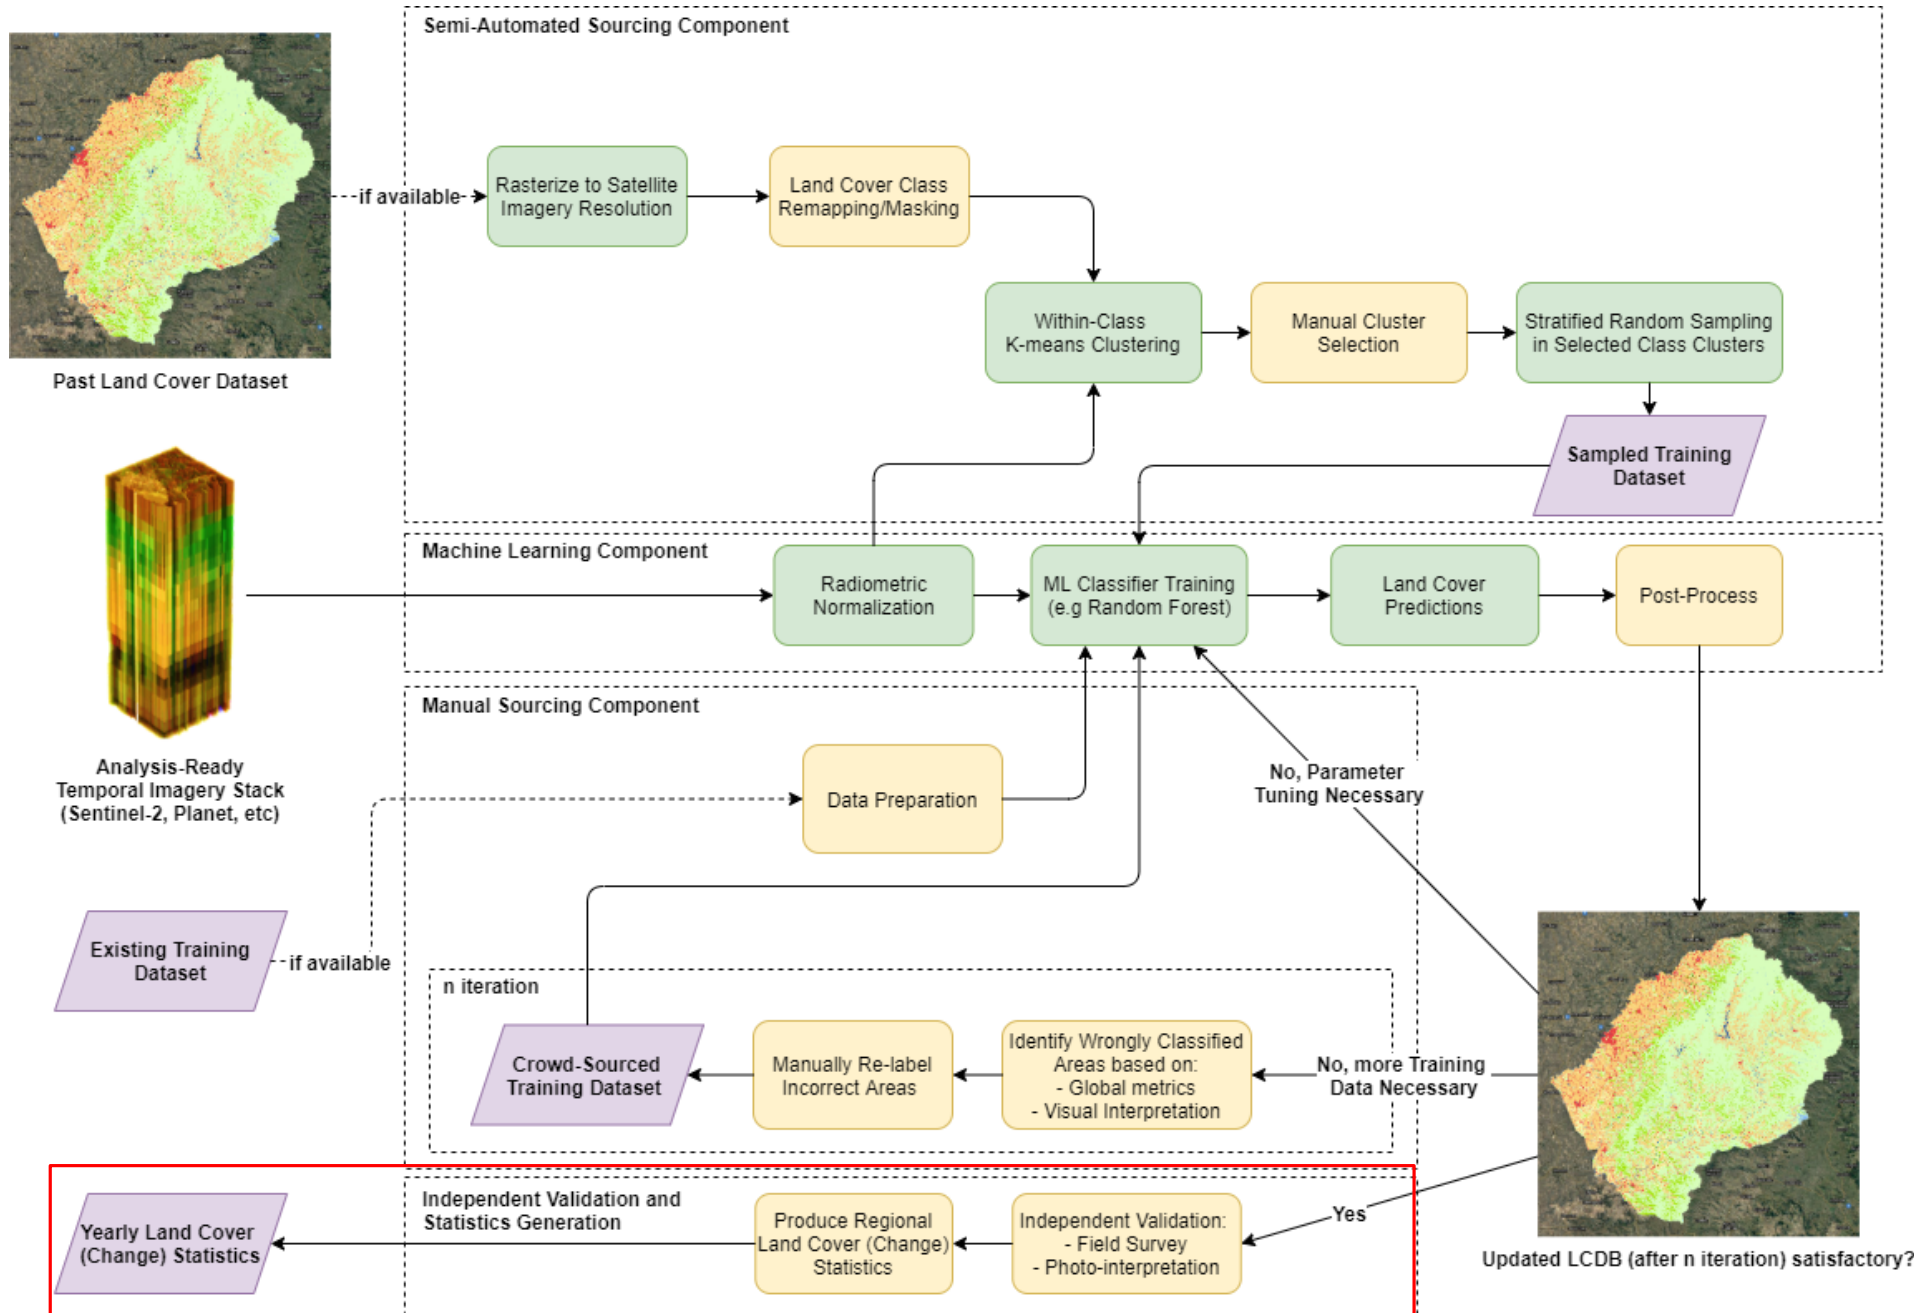 Semi-Automated Sourcing Component
Past Land Cover Dataset
if available
Rasterize to Satellite
Imagery Resolution
Land Cover Class
Remapping/Masking
Within-Class
K-means Clustering
Manual Cluster
Selection
Stratified Random Sampling
in Selected Class Clusters
Sampled Training
Dataset
Machine Learning Component
Radiometric
Normalization
ML Classifier Training
(e.g Random Forest)
Land Cover
Predictions
Post-Process
Analysis-Ready
Temporal Imagery Stack
(Sentinel-2, Planet, etc)
Manual Sourcing Component
Data Preparation
No, Parameter
Tuning Necessary
Existing Training
Dataset
if available
n iteration
Crowd-Sourced
Training Dataset
Manually Re-label
Incorrect Areas
Identify Wrongly Classified
Areas based on:
- Global metrics
- Visual Interpretation
No, more Training
Data Necessary
Yearly Land Cover
(Change) Statistics
Independent Validation and
Statistics Generation
Produce Regional
Land Cover (Change)
Statistics
Independent Validation:
- Field Survey
- Photo-interpretation
Yes
Updated LCDB (after n iteration) satisfactory?